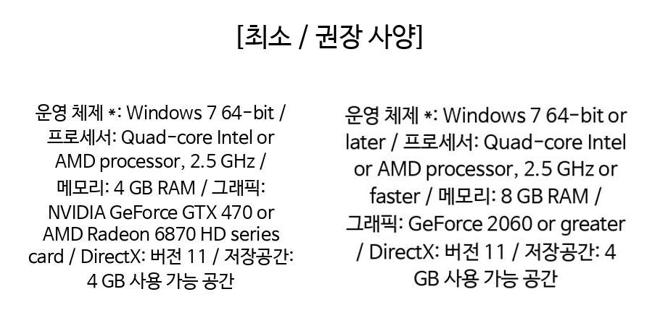 [최소 / 권장 사양]
운영 체제 *: Windows 7 64-bit /
프로세서: Quad-core Intel or
AMD processor, 2.5 GHz /
메모리: 4 GB RAM / 그래픽:
NVIDIA GeForce GTX 470 or
AMD Radeon 6870 HD series
card / DirectX: 버전 11 / 저장공간:
4 GB 사용 가능 공간
운영 체제 *: Windows 7 64-bit or
later / 프로세서: Quad-core Intel
or AMD processor, 2.5 GHz or
faster / 메모리: 8 GB RAM /
그래픽: GeForce 2060 or greater
/ DirectX: 버전 11 / 저장공간: 4
GB 사용 가능 공간